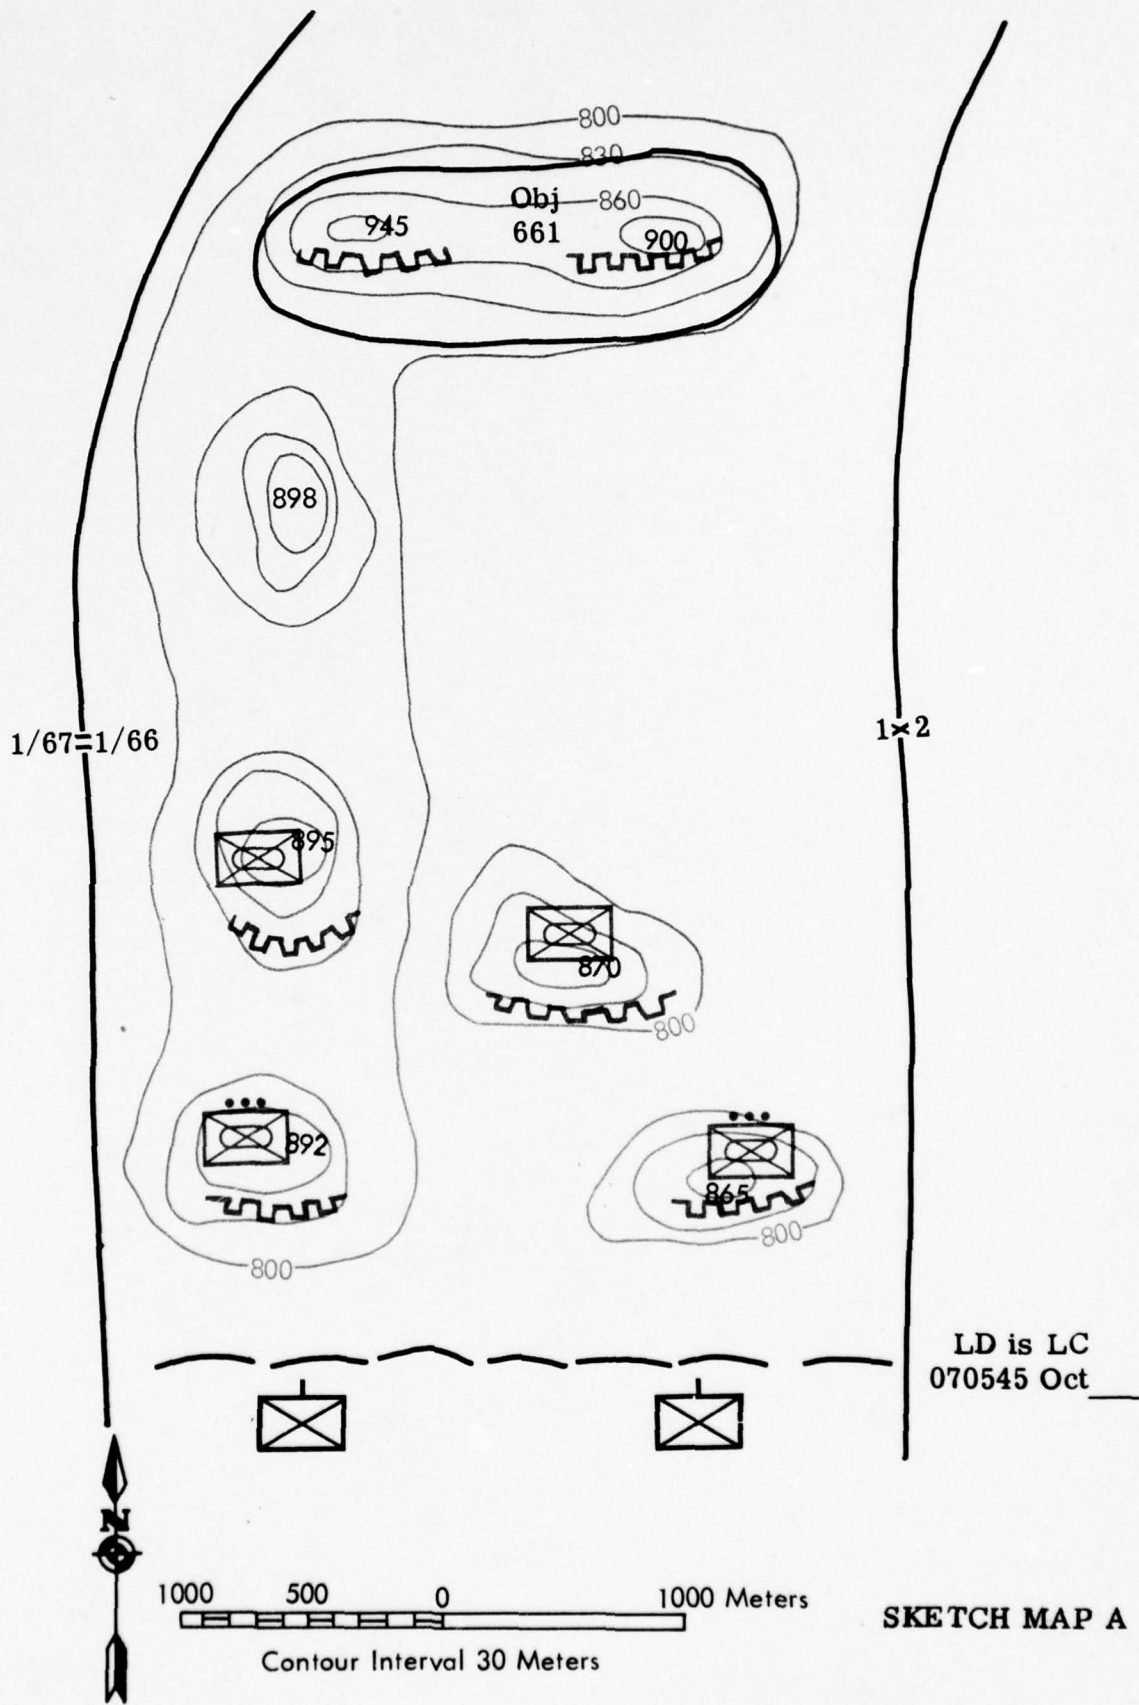 800
830
Obj
860
945
661
900
898
1/67=1/66
1×2
895
870
800
892
865
800
800
LD is LC
070545 Oct
N
1000 500 0 1000 Meters
SKETCH MAP A
Contour Interval 30 Meters